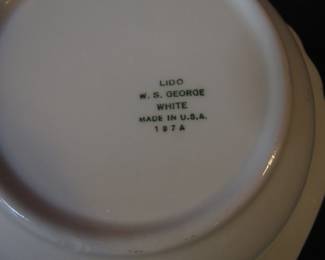 LIDO
W. S. GEORGE
WHITE
MADE IN U.S.A.
197A